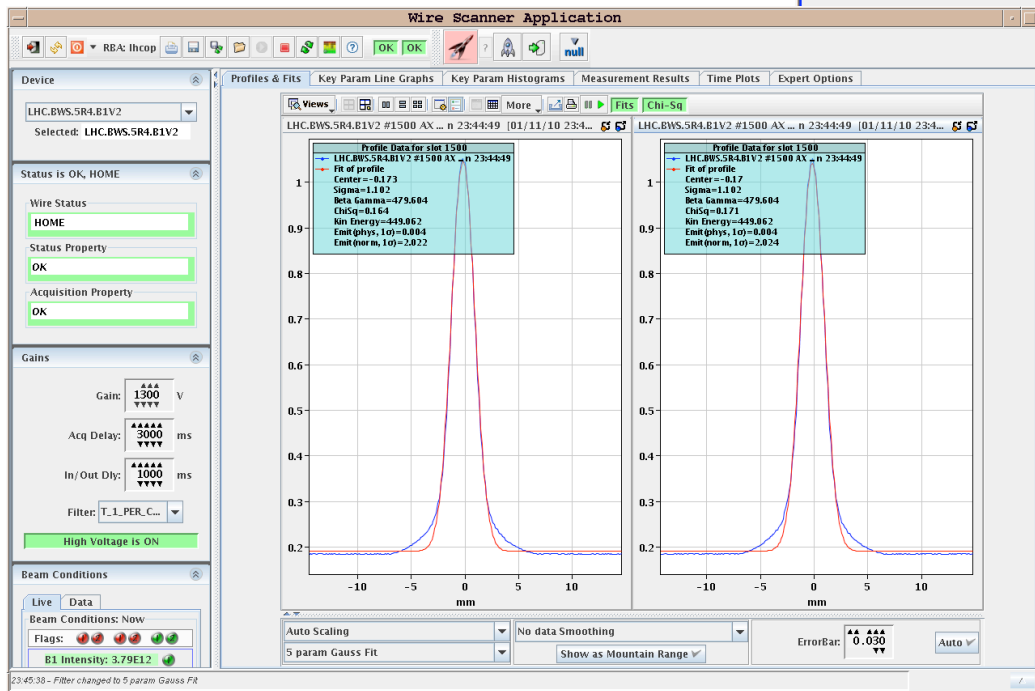 Wire Scanner Application
RBA: lhcop
?
OK OK
?
null
Device
LHC.BWS.5R4.B1V2
Selected: LHC.BWS.5R4.B1V2
Status is OK, HOME
Wire Status
HOME
Status Property
OK
Acquisition Property
OK
Gains
Gain: 1300 V
Acq Delay: 3000 ms
In/Out Dly: 1000 ms
Filter: T_1_PER_C...
High Voltage is ON
Beam Conditions
Live Data
Beam Conditions: Now
Flags:
B1 Intensity: 3.79E12
Profiles & Fits Key Param Line Graphs Key Param Histograms Measurement Results Time Plots Expert Options
Views More Fits Chi-Sq
LHC.BWS.5R4.B1V2 #1500 AX ... n 23:44:49 [01/11/10 23:4...
Profile Data for slot 1500
LHC.BWS.5R4.B1V2 #1500 AX ... n 23:44:49
Fit of profile
Center=-0.173
Sigma=1.102
Beta Gamma=479.604
ChiSq=0.164
Kin Energy=449.062
Emit(phys, 1σ)=0.004
Emit(norm, 1σ)=2.022
1
0.9
0.8
0.7
0.6
0.5
0.4
0.3
0.2
-10 -5 0 5 10
mm
LHC.BWS.5R4.B1V2 #1500 AX ... n 23:44:49 [01/11/10 23:4...
Profile Data for slot 1500
LHC.BWS.5R4.B1V2 #1500 AX ... n 23:44:49
Fit of profile
Center=-0.17
Sigma=1.102
Beta Gamma=479.604
ChiSq=0.171
Kin Energy=449.062
Emit(phys, 1σ)=0.004
Emit(norm, 1σ)=2.024
1
0.9
0.8
0.7
0.6
0.5
0.4
0.3
0.2
-10 -5 0 5 10
mm
Auto Scaling
5 param Gauss Fit
No data Smoothing
Show as Mountain Range
ErrorBar: 0.030
Auto
23:45:38 - Fitter changed to 5 param Gauss Fit